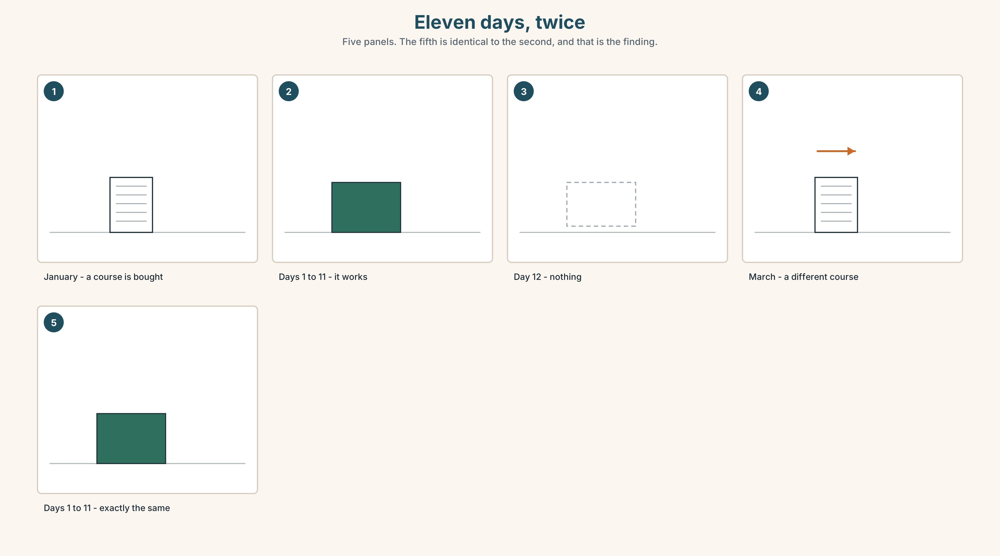 Eleven days, twice
Five panels. The fifth is identical to the second, and that is the finding.
1
2
3
4
January - a course is bought
Days 1 to 11 - it works
Day 12 - nothing
March - a different course
5
Days 1 to 11 - exactly the same